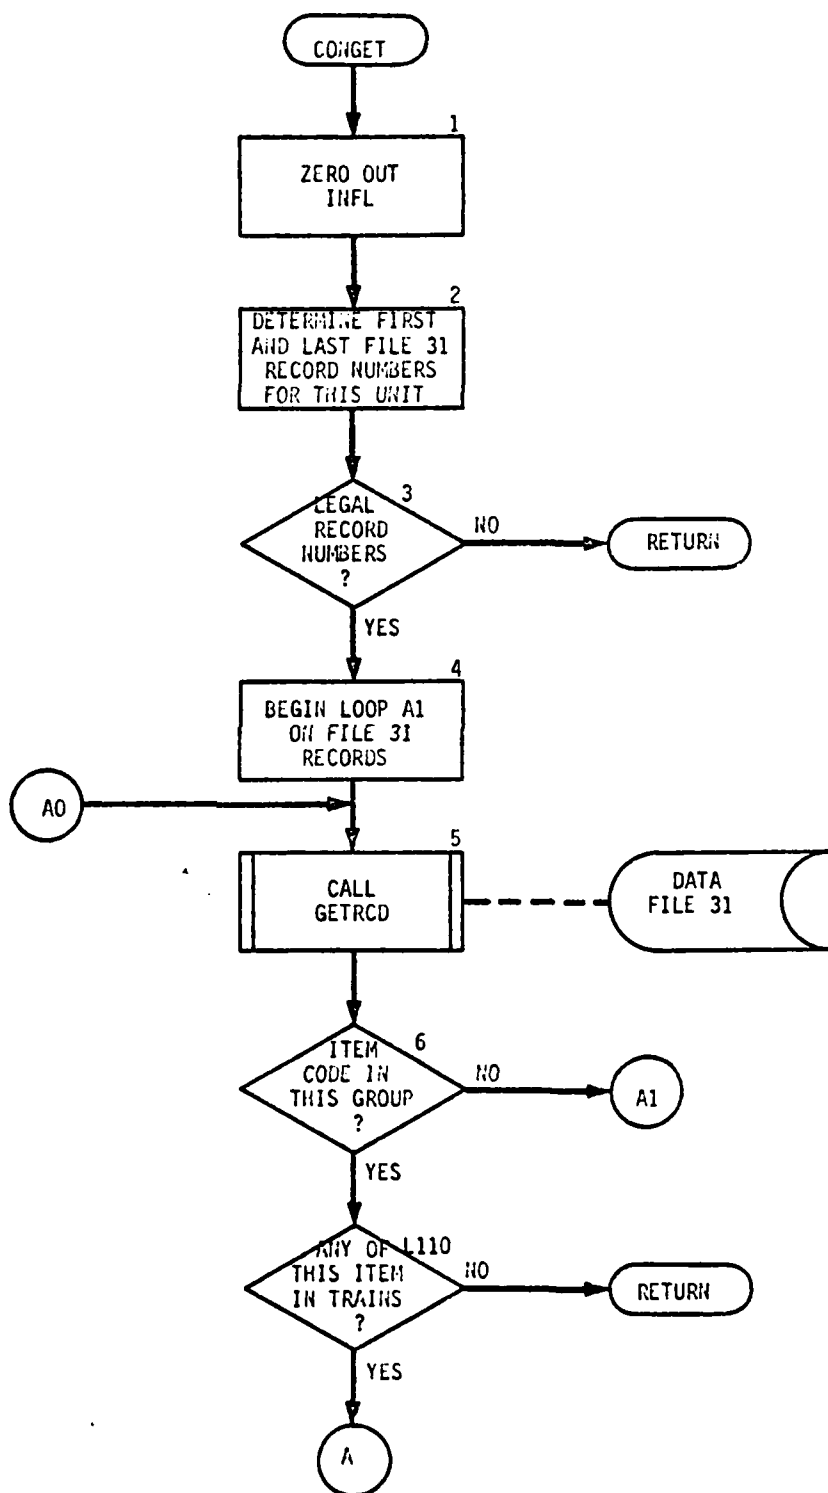 CONGET
1
ZERO OUT
INFL
2
DETERMINE FIRST
AND LAST FILE 31
RECORD NUMBERS
FOR THIS UNIT
3
LEGAL
RECORD
NUMBERS
?
NO
RETURN
YES
4
BEGIN LOOP A1
ON FILE 31
RECORDS
A0
5
CALL
GETRCD
DATA
FILE 31
6
ITEM
CODE IN
THIS GROUP
?
NO
A1
YES
L110
ANY OF
THIS ITEM
IN TRAINS
?
NO
RETURN
YES
A